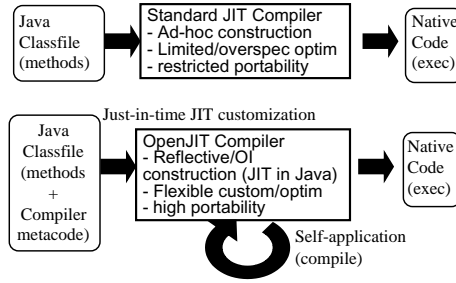 Java
Classfile
(methods)
Standard JIT Compiler
- Ad-hoc construction
- Limited/overspec optim
- restricted portability
Native
Code
(exec)
Just-in-time JIT customization
Java
Classfile
(methods
+
Compiler
metacode)
OpenJIT Compiler
- Reflective/OI
construction (JIT in Java)
- Flexible custom/optim
- high portability
Native
Code
(exec)
Self-application
(compile)